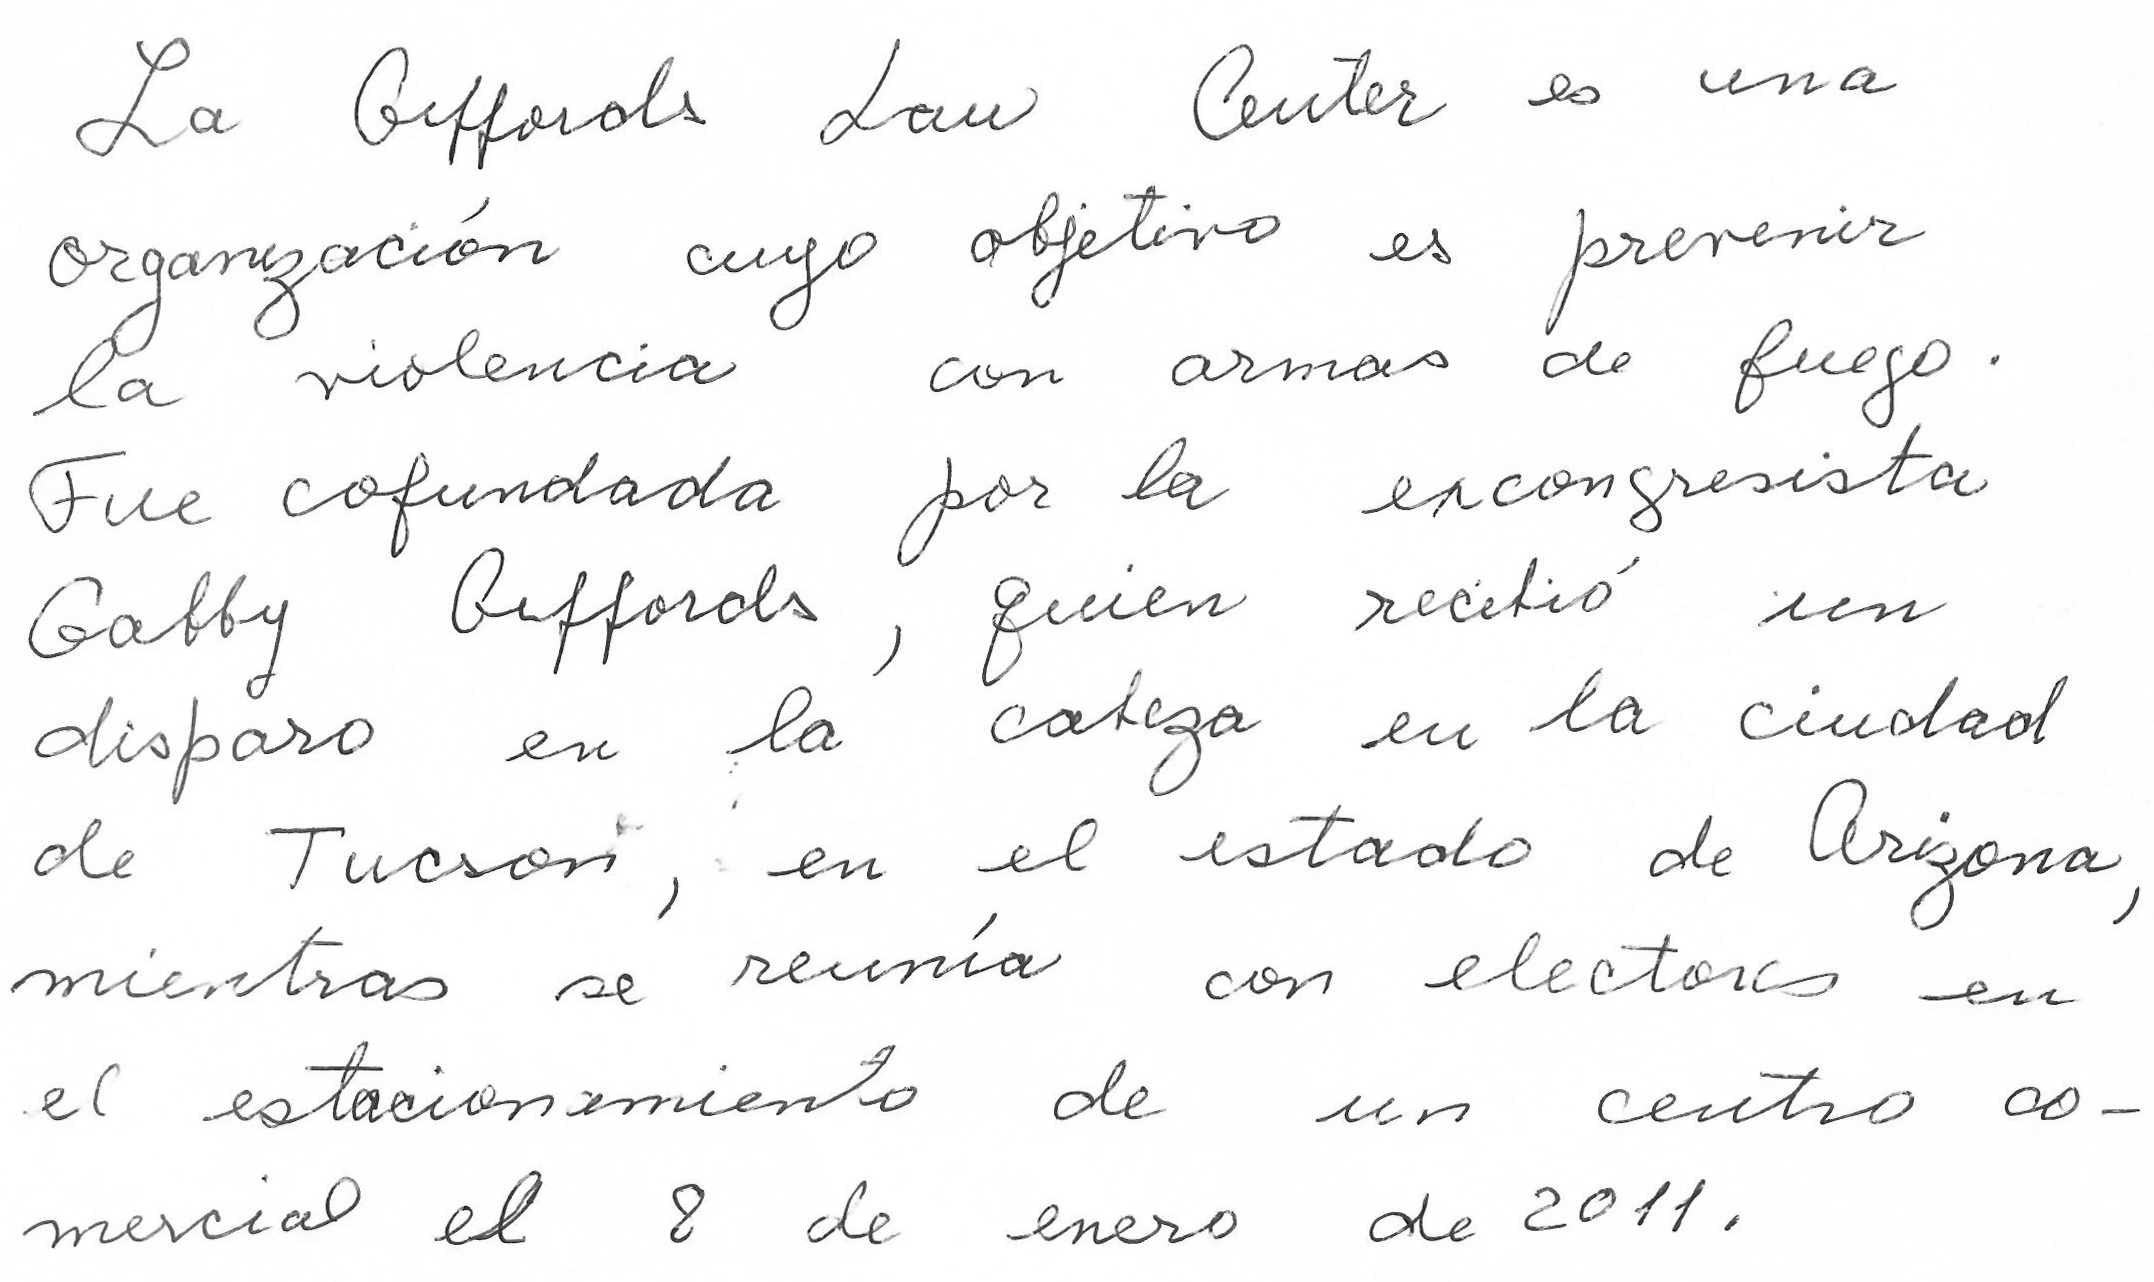 La Giffords Law Center es una
organización cuyo objetivo es prevenir
la violencia con armas de fuego.
Fue cofundada por la excongresista
Gabby Giffords, quien recibió un
disparo en la cabeza en la ciudad
de Tucson, en el estado de Arizona,
mientras se reunía con electores en
el estacionamiento de un centro co-
mercial el 8 de enero de 2011.